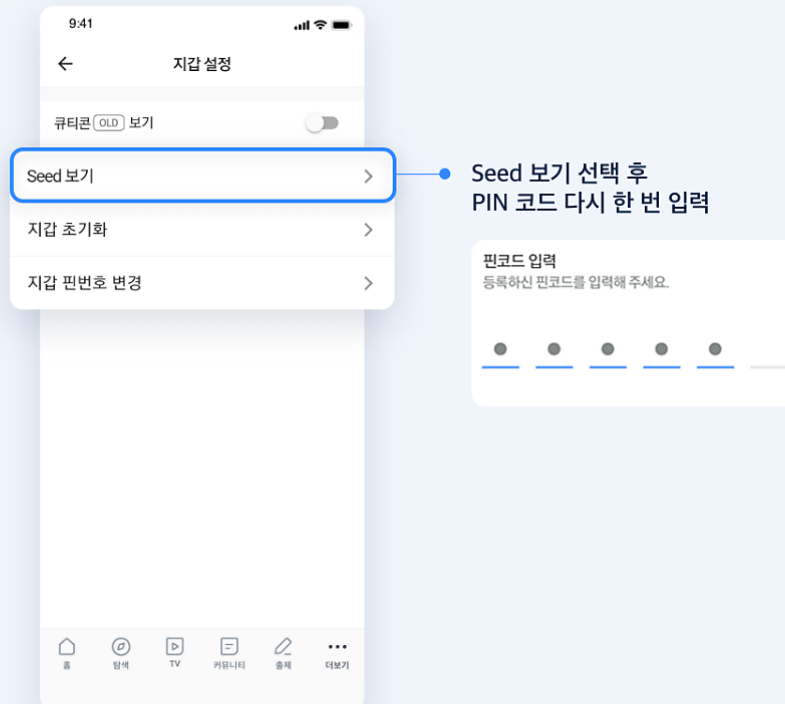 9:41
지갑 설정
큐티콘 OLD 보기
Seed 보기
지갑 초기화
지갑 핀번호 변경
홈
탐색
TV
커뮤니티
출제
더보기
Seed 보기 선택 후
PIN 코드 다시 한 번 입력
핀코드 입력
등록하신 핀코드를 입력해 주세요.